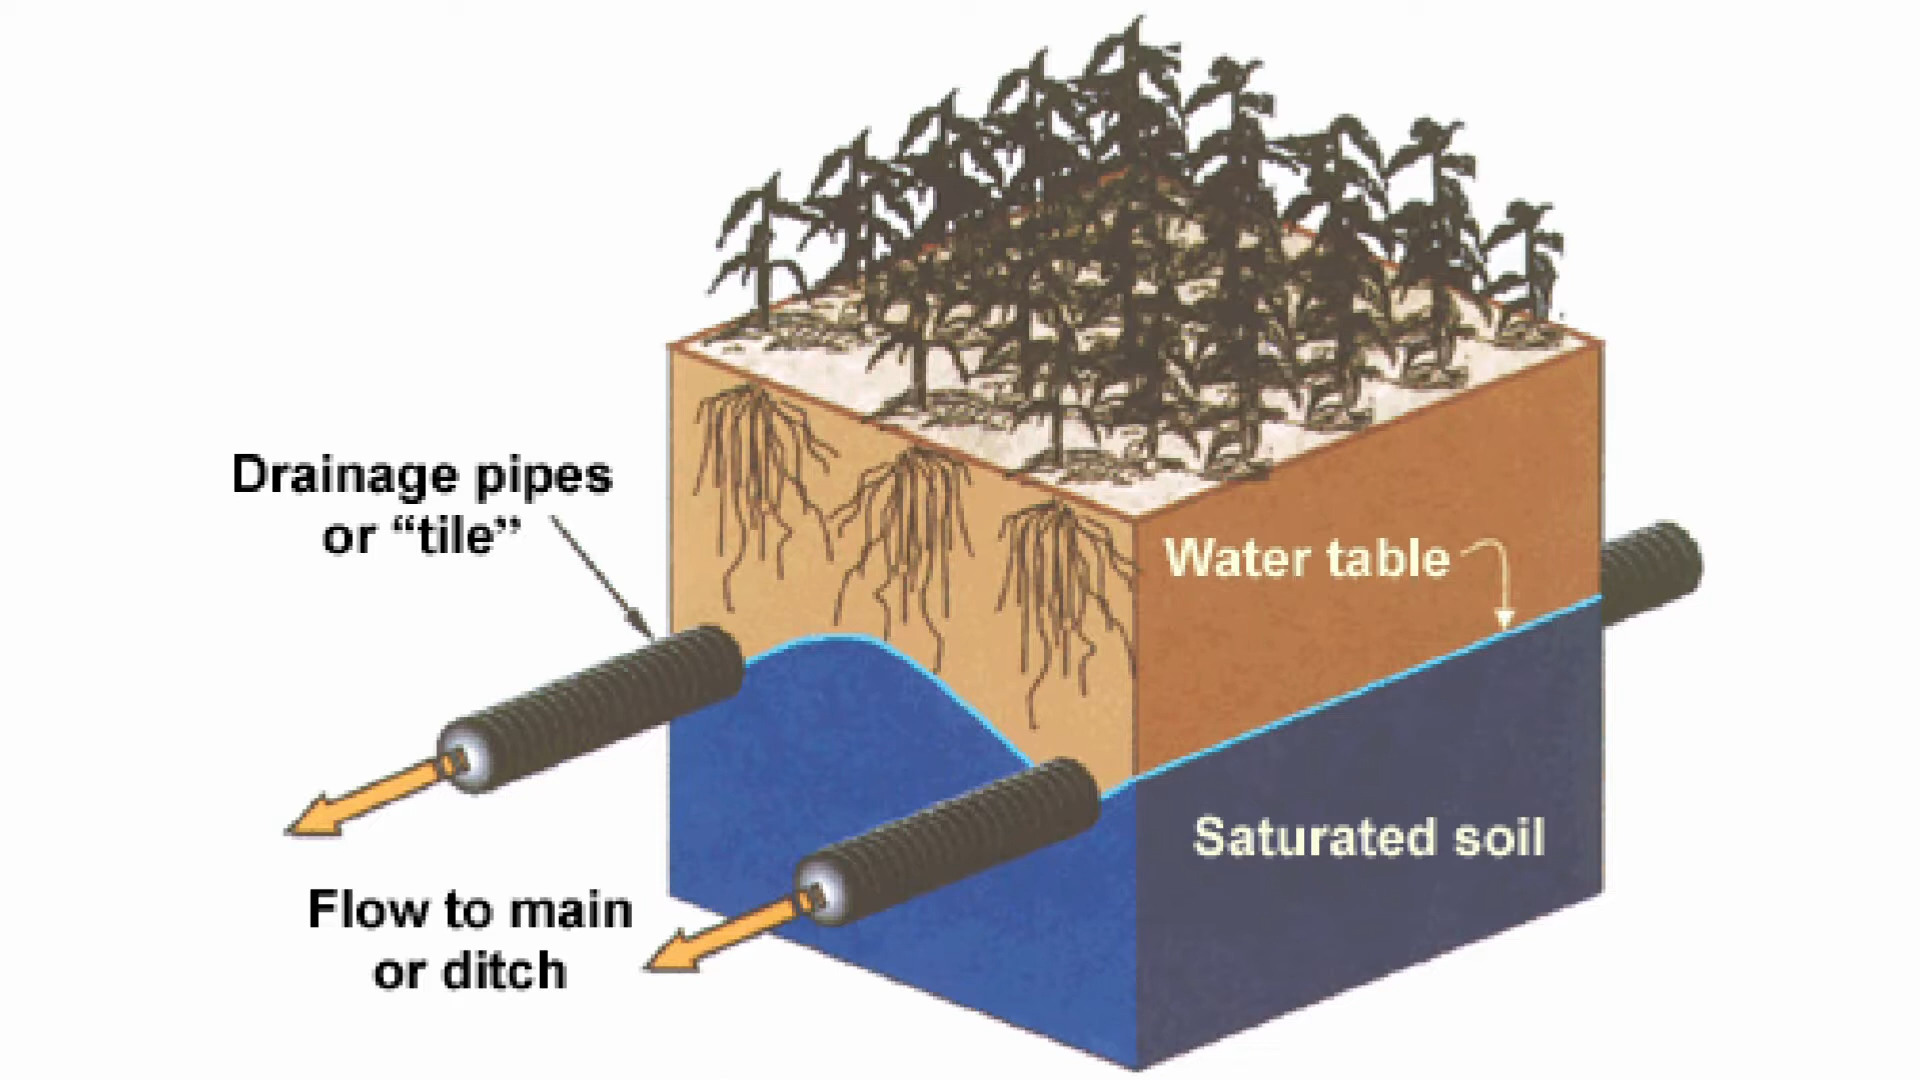 Drainage pipes
or “tile”
Water table
Saturated soil
Flow to main
or ditch